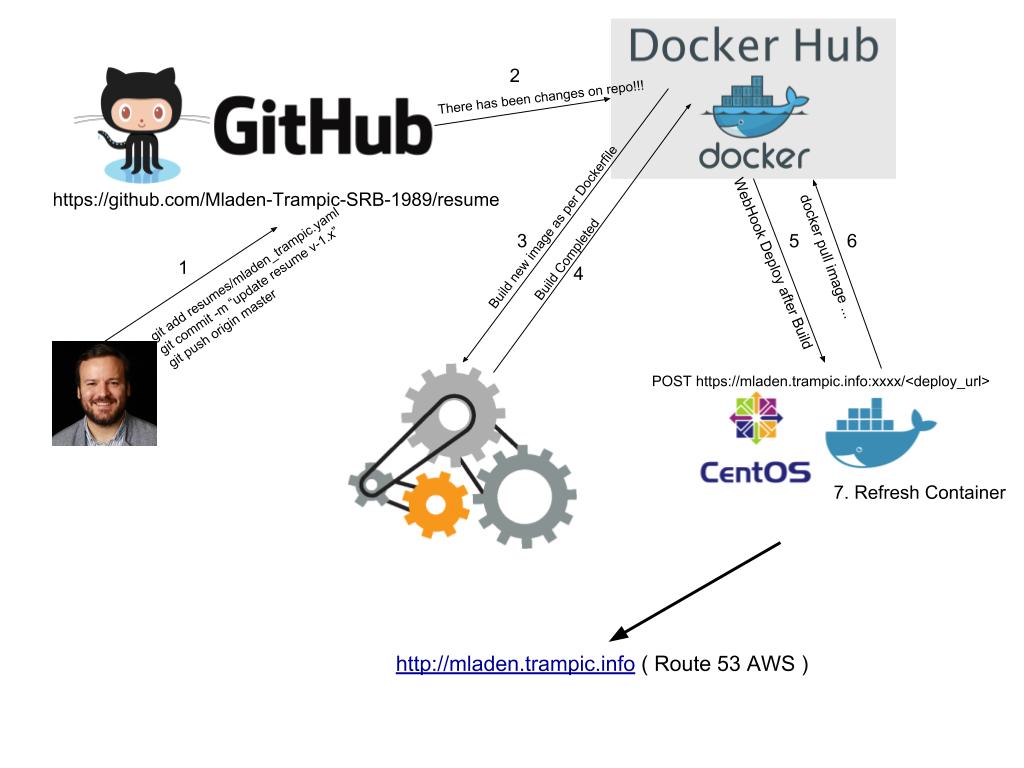 Docker Hub
2
There has been changes on repo!!!
GitHub
docker
https://github.com/Mladen-Trampic-SRB-1989/resume
1
git add resumes/mladen_trampic.yaml
git commit -m “update resume v-1.x”
git push origin master
3
Build new image as per Dockerfile
Build Completed
4
WebHook Deploy after Build
5
docker pull image ...
6
POST https://mladen.trampic.info:xxxx/<deploy_url>
CentOS
7. Refresh Container
http://mladen.trampic.info ( Route 53 AWS )